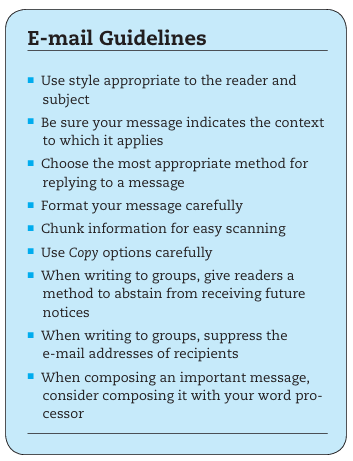 E-mail Guidelines
■ Use style appropriate to the reader and
subject
■ Be sure your message indicates the context
to which it applies
■ Choose the most appropriate method for
replying to a message
■ Format your message carefully
■ Chunk information for easy scanning
■ Use Copy options carefully
■ When writing to groups, give readers a
method to abstain from receiving future
notices
■ When writing to groups, suppress the
e-mail addresses of recipients
■ When composing an important message,
consider composing it with your word pro-
cessor